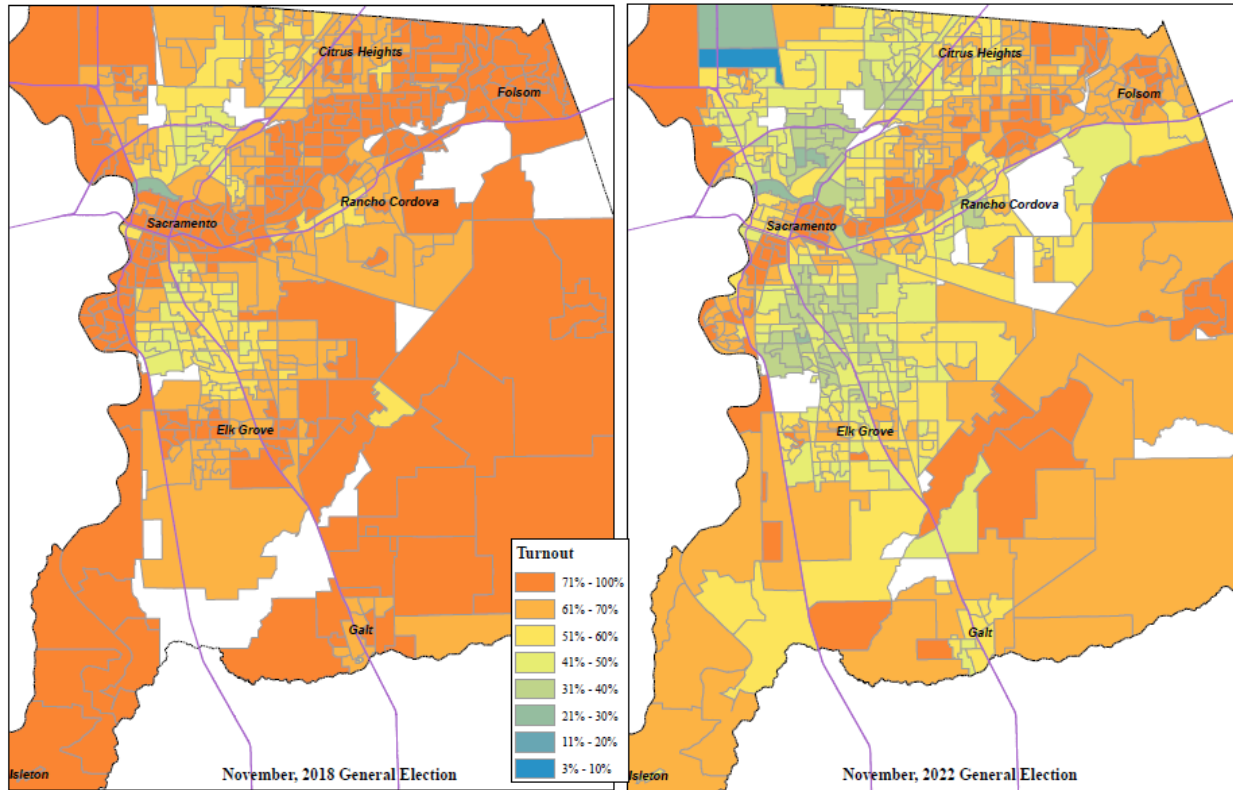 Citrus Heights
Folsom
Rancho Cordova
Sacramento
Elk Grove
Galt
Isleton
November, 2018 General Election
Turnout
71% - 100%
61% - 70%
51% - 60%
41% - 50%
31% - 40%
21% - 30%
11% - 20%
3% - 10%
Citrus Heights
Folsom
Rancho Cordova
Sacramento
Elk Grove
Galt
Isleton
November, 2022 General Election